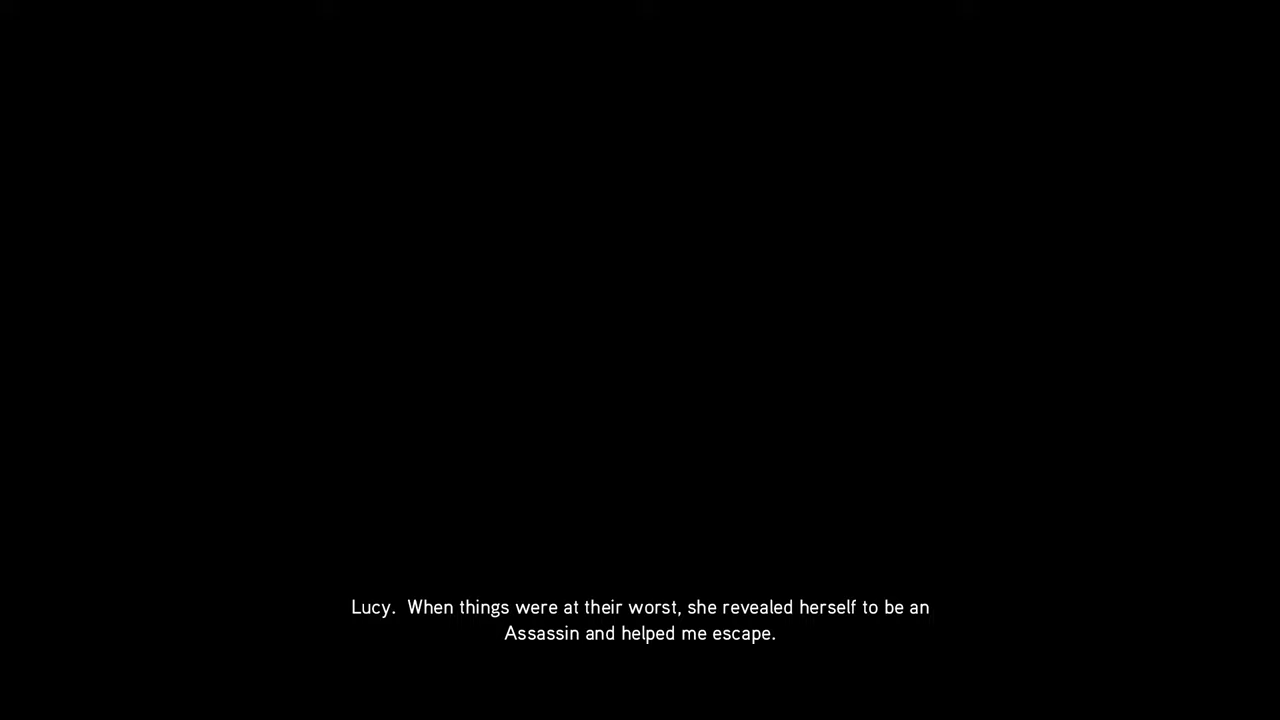 Lucy.  When things were at their worst, she revealed herself to be an
Assassin and helped me escape.